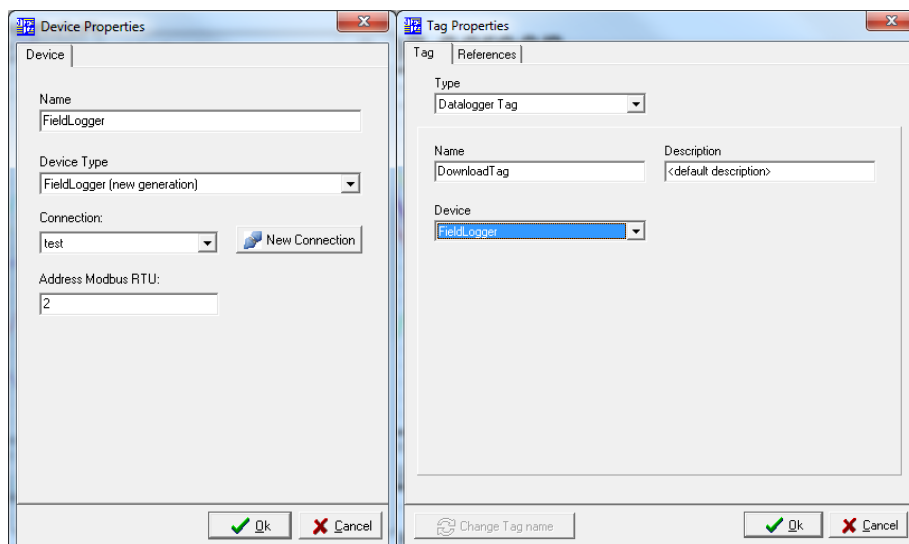 Device Properties
Device
Name
FieldLogger
Device Type
FieldLogger (new generation)
Connection:
test
New Connection
Address Modbus RTU:
2
Ok
Cancel
Tag Properties
Tag
References
Type
Datalogger Tag
Name
Description
DownloadTag
<default description>
Device
FieldLogger
Change Tag name
Ok
Cancel